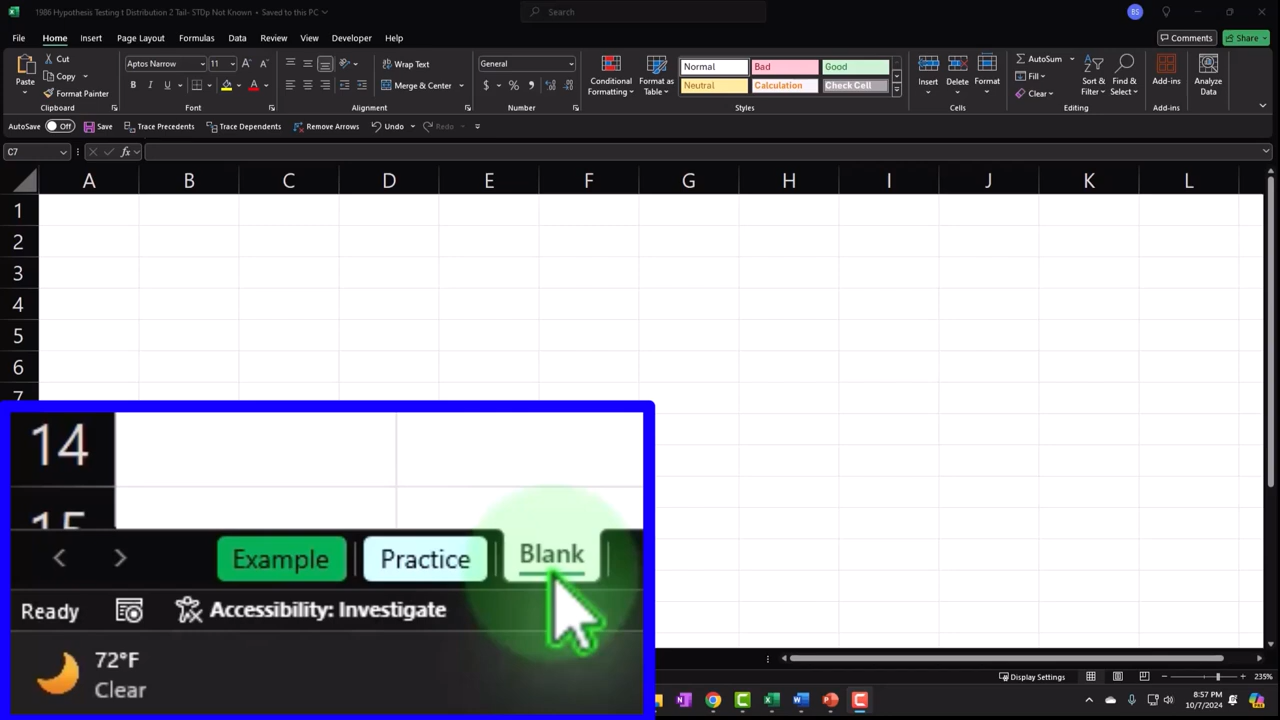 1986 Hypothesis Testing t Distribution 2 Tail- STDp Not Known • Saved to this PC
Search
BS
File Home Insert Page Layout Formulas Data Review View Developer Help
Comments Share
Paste Cut Copy Format Painter
Aptos Narrow 11
Wrap Text
Merge & Center
General
Conditional Formatting
Format as Table
Normal Bad Good
Neutral Calculation Check Cell
Insert Delete Format
AutoSum Fill Clear
Sort & Filter
Find & Select
Add-ins
Analyze Data
Clipboard Font Alignment Number Styles Cells Editing Add-ins
AutoSave Off Save Trace Precedents Trace Dependents Remove Arrows Undo Redo
C7 fx
A B C D E F G H I J K L
1
2
3
4
5
6
7
14
15
Example Practice Blank
Ready Accessibility: Investigate
72°F
Clear
Display Settings 235%
8:57 PM
10/7/2024